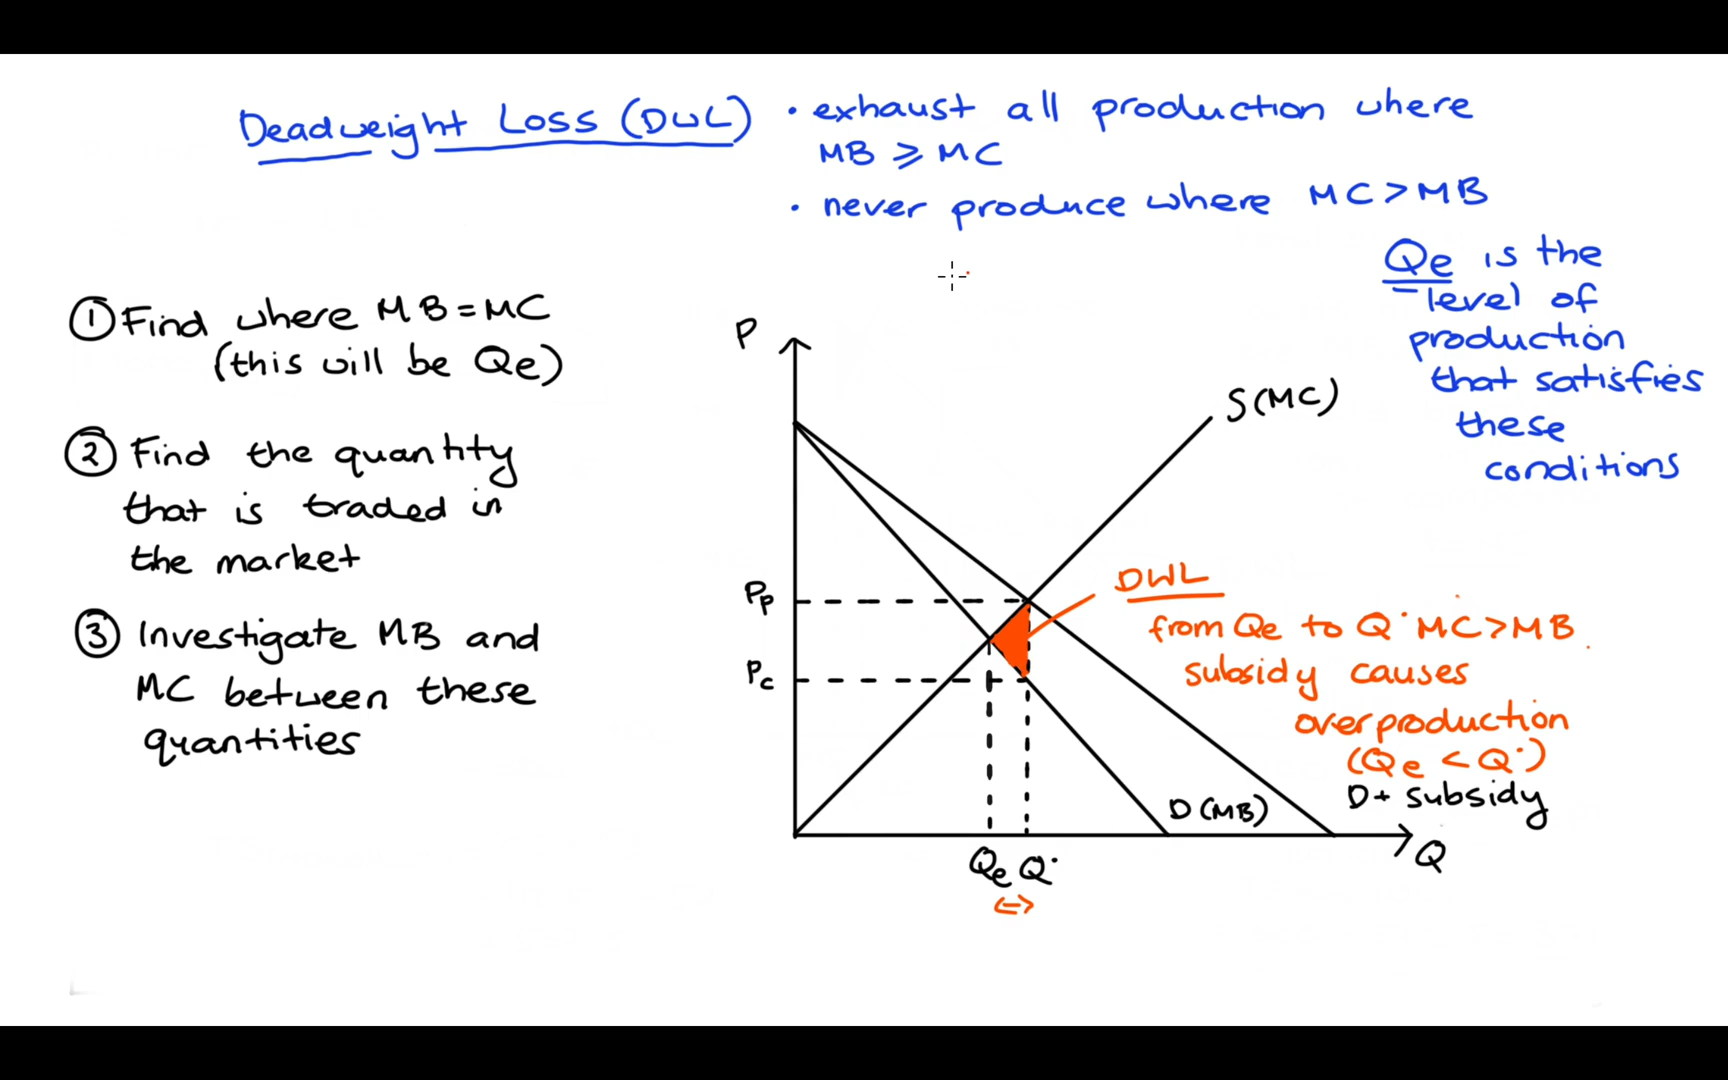 Deadweight Loss (DWL)
• exhaust all production where
MB ⩾ MC
• never produce where MC > MB
Qe is the
level of
production
that satisfies
these
conditions
① Find where MB = MC
(this will be Qe)
② Find the quantity
that is traded in
the market
③ Investigate MB and
MC between these
quantities
P
S(MC)
Pp
Pc
DWL
from Qe to Q· MC > MB
subsidy causes
overproduction
(Qe < Q·)
D + subsidy
D (MB)
Qe Q·
Q